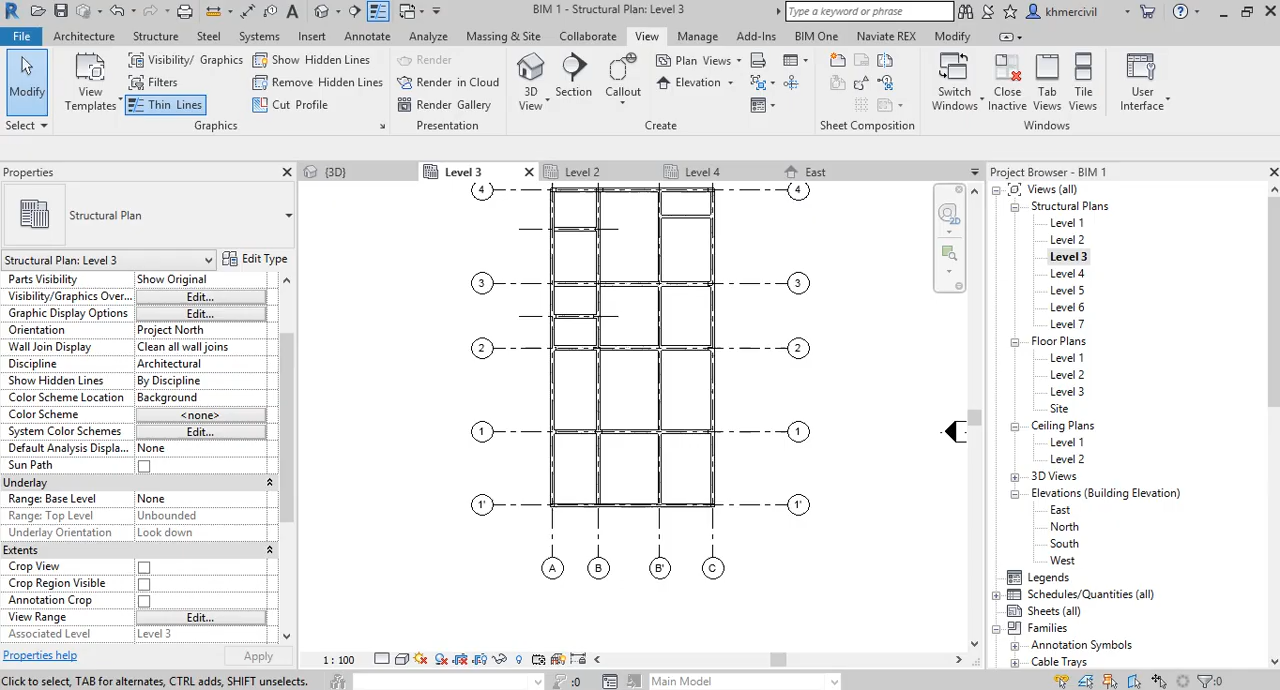 BIM 1 - Structural Plan: Level 3
Type a keyword or phrase
khmercivil
File Architecture Structure Steel Systems Insert Annotate Analyze Massing & Site Collaborate View Manage Add-Ins BIM One Naviate REX Modify
Modify
Select
View
Templates
Visibility/ Graphics
Filters
Thin Lines
Show Hidden Lines
Remove Hidden Lines
Cut Profile
Graphics
Render
Render in Cloud
Render Gallery
Presentation
3D
View
Section
Callout
Plan Views
Elevation
Create
Sheet Composition
Switch
Windows
Close
Inactive
Tab
Views
Tile
Views
Windows
User
Interface
Properties
Structural Plan
Structural Plan: Level 3
Edit Type
Parts Visibility Show Original
Visibility/Graphics Over... Edit...
Graphic Display Options Edit...
Orientation Project North
Wall Join Display Clean all wall joins
Discipline Architectural
Show Hidden Lines By Discipline
Color Scheme Location Background
Color Scheme <none>
System Color Schemes Edit...
Default Analysis Displa... None
Sun Path
Underlay
Range: Base Level None
Range: Top Level Unbounded
Underlay Orientation Look down
Extents
Crop View
Crop Region Visible
Annotation Crop
View Range Edit...
Associated Level Level 3
Properties help
Apply
{3D}
Level 3
Level 2
Level 4
East
4 4
3 3
2 2
1 1
1' 1'
A B B' C
2D
1 : 100
Project Browser - BIM 1
Views (all)
Structural Plans
Level 1
Level 2
Level 3
Level 4
Level 5
Level 6
Level 7
Floor Plans
Level 1
Level 2
Level 3
Site
Ceiling Plans
Level 1
Level 2
3D Views
Elevations (Building Elevation)
East
North
South
West
Legends
Schedules/Quantities (all)
Sheets (all)
Families
Annotation Symbols
Cable Trays
Click to select, TAB for alternates, CTRL adds, SHIFT unselects.
:0
Main Model
:0